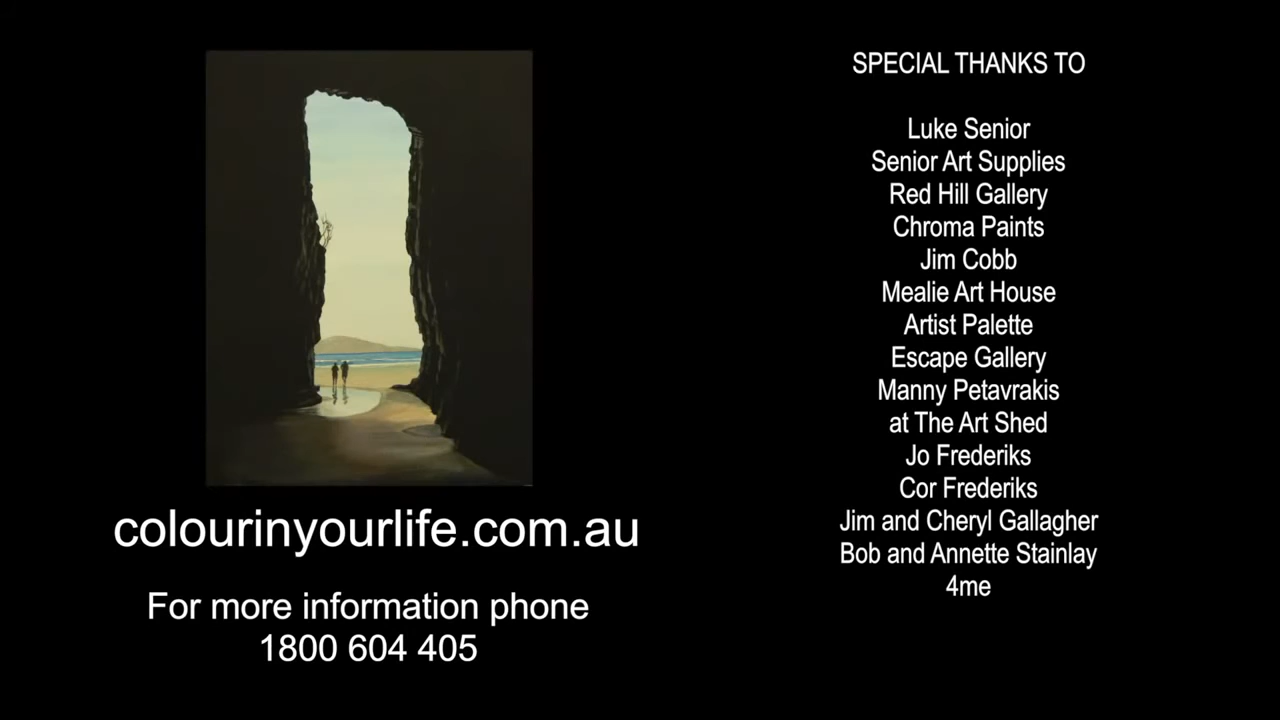 colourinyourlife.com.au
For more information phone
1800 604 405
SPECIAL THANKS TO
Luke Senior
Senior Art Supplies
Red Hill Gallery
Chroma Paints
Jim Cobb
Mealie Art House
Artist Palette
Escape Gallery
Manny Petavrakis
at The Art Shed
Jo Frederiks
Cor Frederiks
Jim and Cheryl Gallagher
Bob and Annette Stainlay
4me